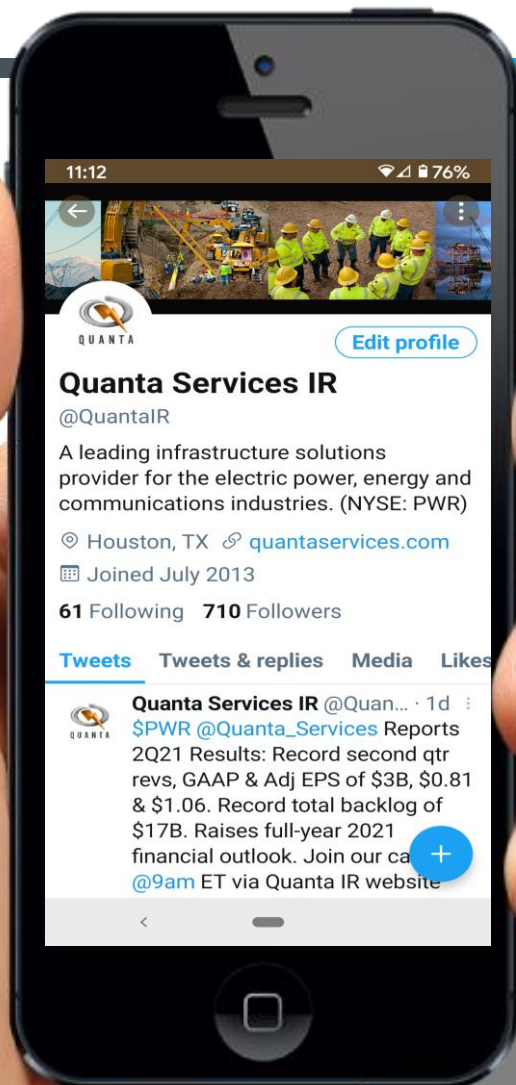 11:12 76%
QUANTA
Edit profile
Quanta Services IR
@QuantaIR
A leading infrastructure solutions
provider for the electric power, energy and
communications industries. (NYSE: PWR)
Houston, TX quantaservices.com
Joined July 2013
61 Following 710 Followers
Tweets Tweets & replies Media Likes
QUANTA
Quanta Services IR @Quan... · 1d
$PWR @Quanta_Services Reports
2Q21 Results: Record second qtr
revs, GAAP & Adj EPS of $3B, $0.81
& $1.06. Record total backlog of
$17B. Raises full-year 2021
financial outlook. Join our ca
@9am ET via Quanta IR website